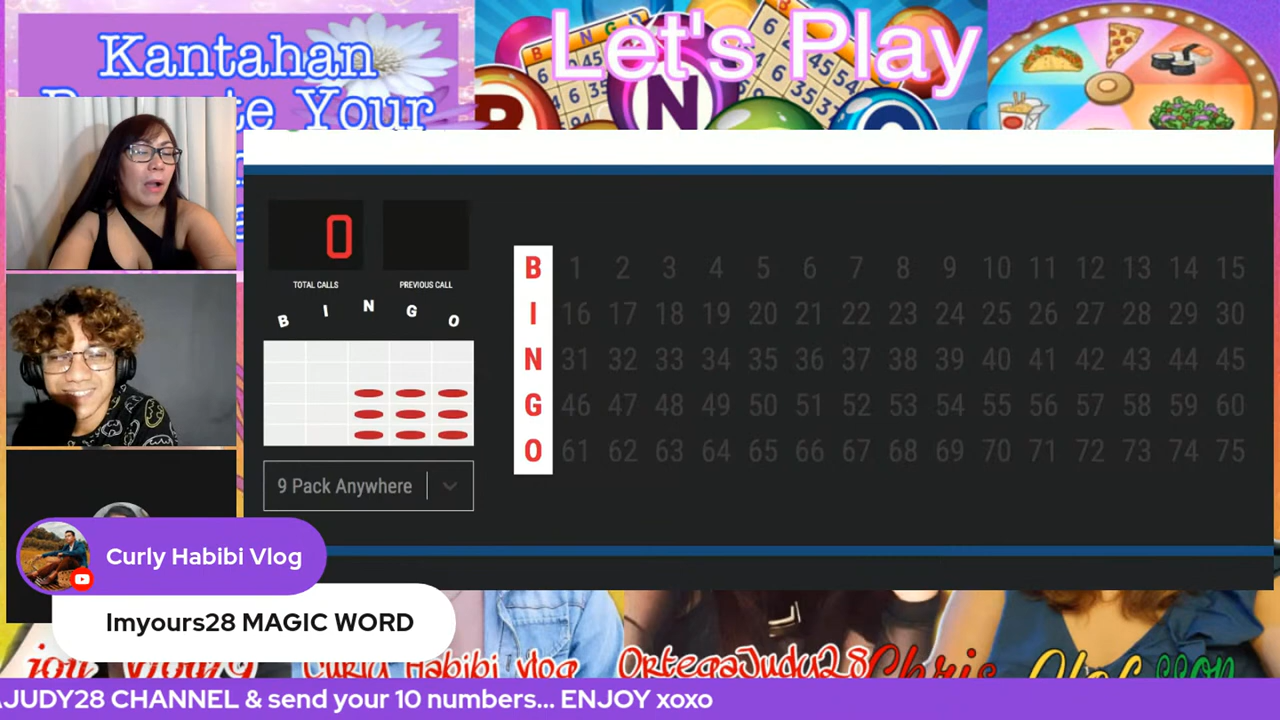 Kantahan
te Your
Let's Play
B N O
0
TOTAL CALLS
PREVIOUS CALL
B I N G O
9 Pack Anywhere
B 1 2 3 4 5 6 7 8 9 10 11 12 13 14 15
I 16 17 18 19 20 21 22 23 24 25 26 27 28 29 30
N 31 32 33 34 35 36 37 38 39 40 41 42 43 44 45
G 46 47 48 49 50 51 52 53 54 55 56 57 58 59 60
O 61 62 63 64 65 66 67 68 69 70 71 72 73 74 75
Curly Habibi Vlog
Imyours28 MAGIC WORD
Curly Habibi vlog
OrtegaJudy28
Chris
AJUDY28 CHANNEL & send your 10 numbers... ENJOY xoxo